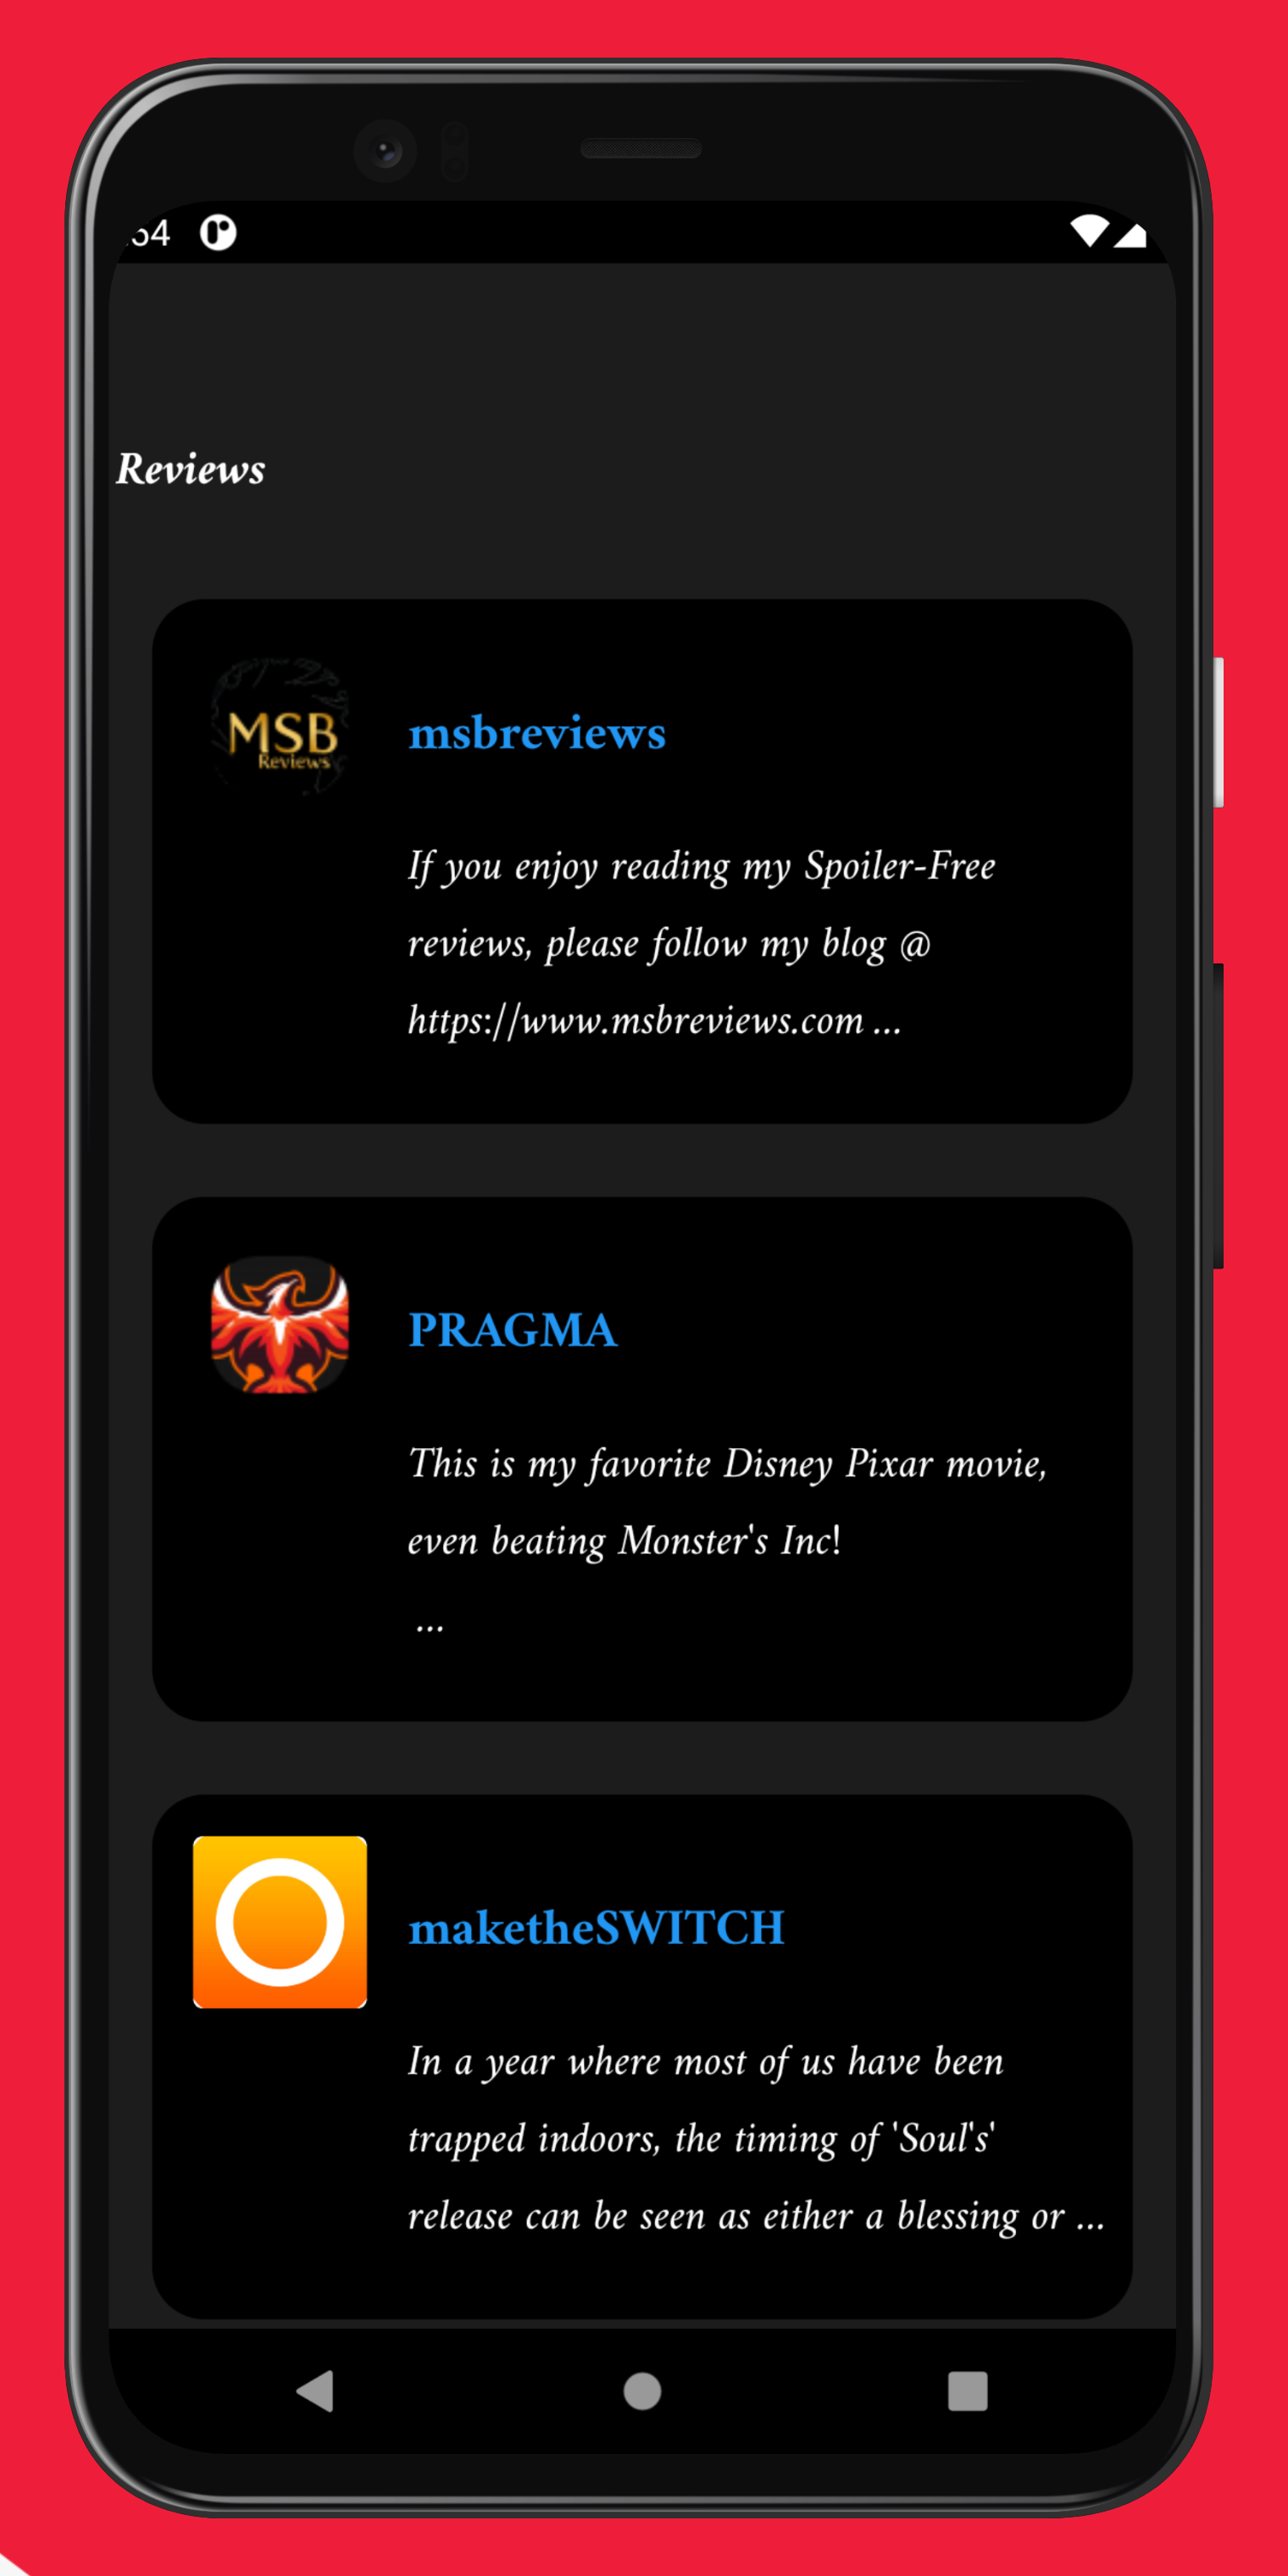 54
Reviews
MSB
Reviews
msbreviews
If you enjoy reading my Spoiler-Free
reviews, please follow my blog @
https://www.msbreviews.com ...
PRAGMA
This is my favorite Disney Pixar movie,
even beating Monster's Inc!
...
maketheSWITCH
In a year where most of us have been
trapped indoors, the timing of 'Soul's'
release can be seen as either a blessing or ...